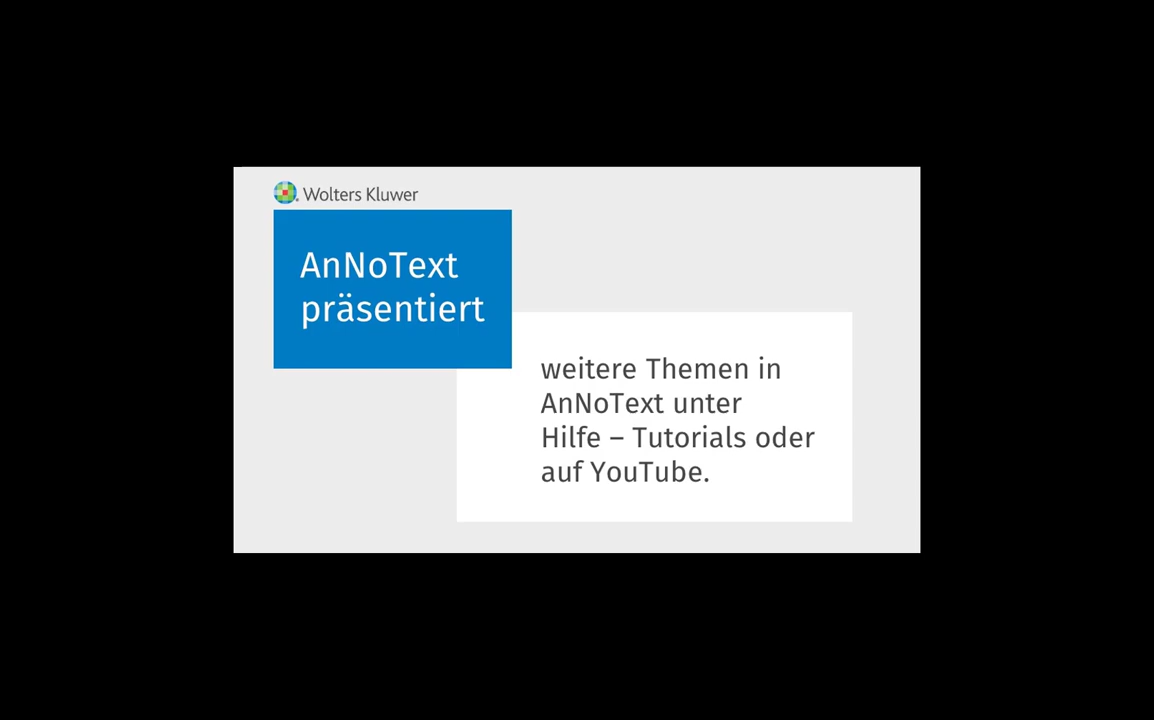 Wolters Kluwer
AnNoText
präsentiert
weitere Themen in
AnNoText unter
Hilfe – Tutorials oder
auf YouTube.